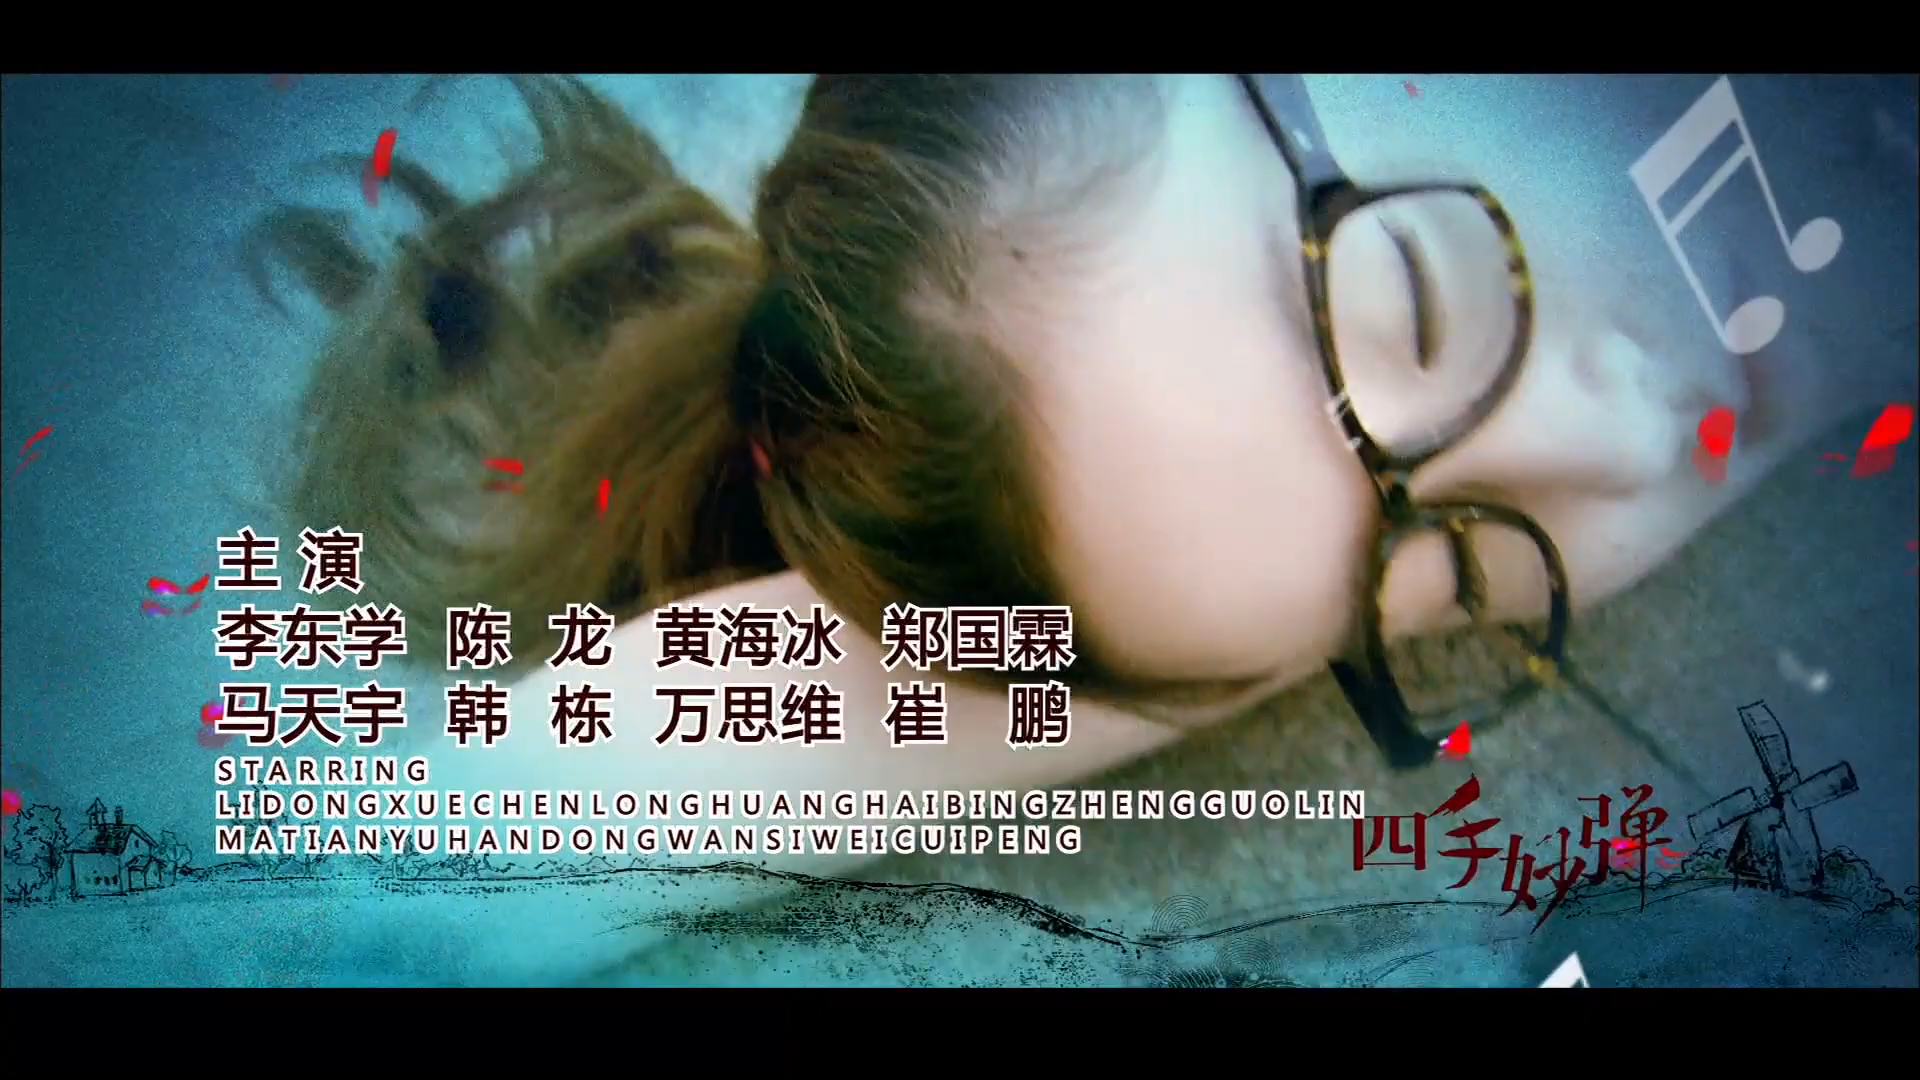 主 演
李东学 陈 龙 黄海冰 郑国霖
马天宇 韩 栋 万思维 崔 鹏
STARRING
LIDONGXUECHENLONGHUANGHAIBINGZHENGGUOLIN
MATIANYUHANDONGWANSIWEICUIPENG
四手妙弹